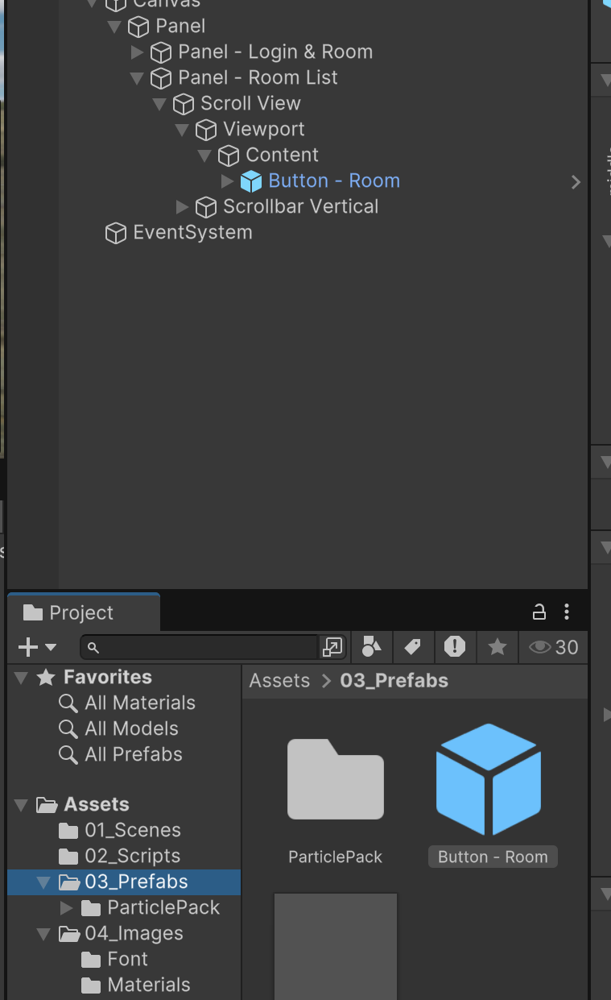 Canvas
Panel
Panel - Login & Room
Panel - Room List
Scroll View
Viewport
Content
Button - Room
Scrollbar Vertical
EventSystem
Project
30
Favorites
All Materials
All Models
All Prefabs
Assets
01_Scenes
02_Scripts
03_Prefabs
ParticlePack
04_Images
Font
Materials
Assets > 03_Prefabs
ParticlePack
Button - Room